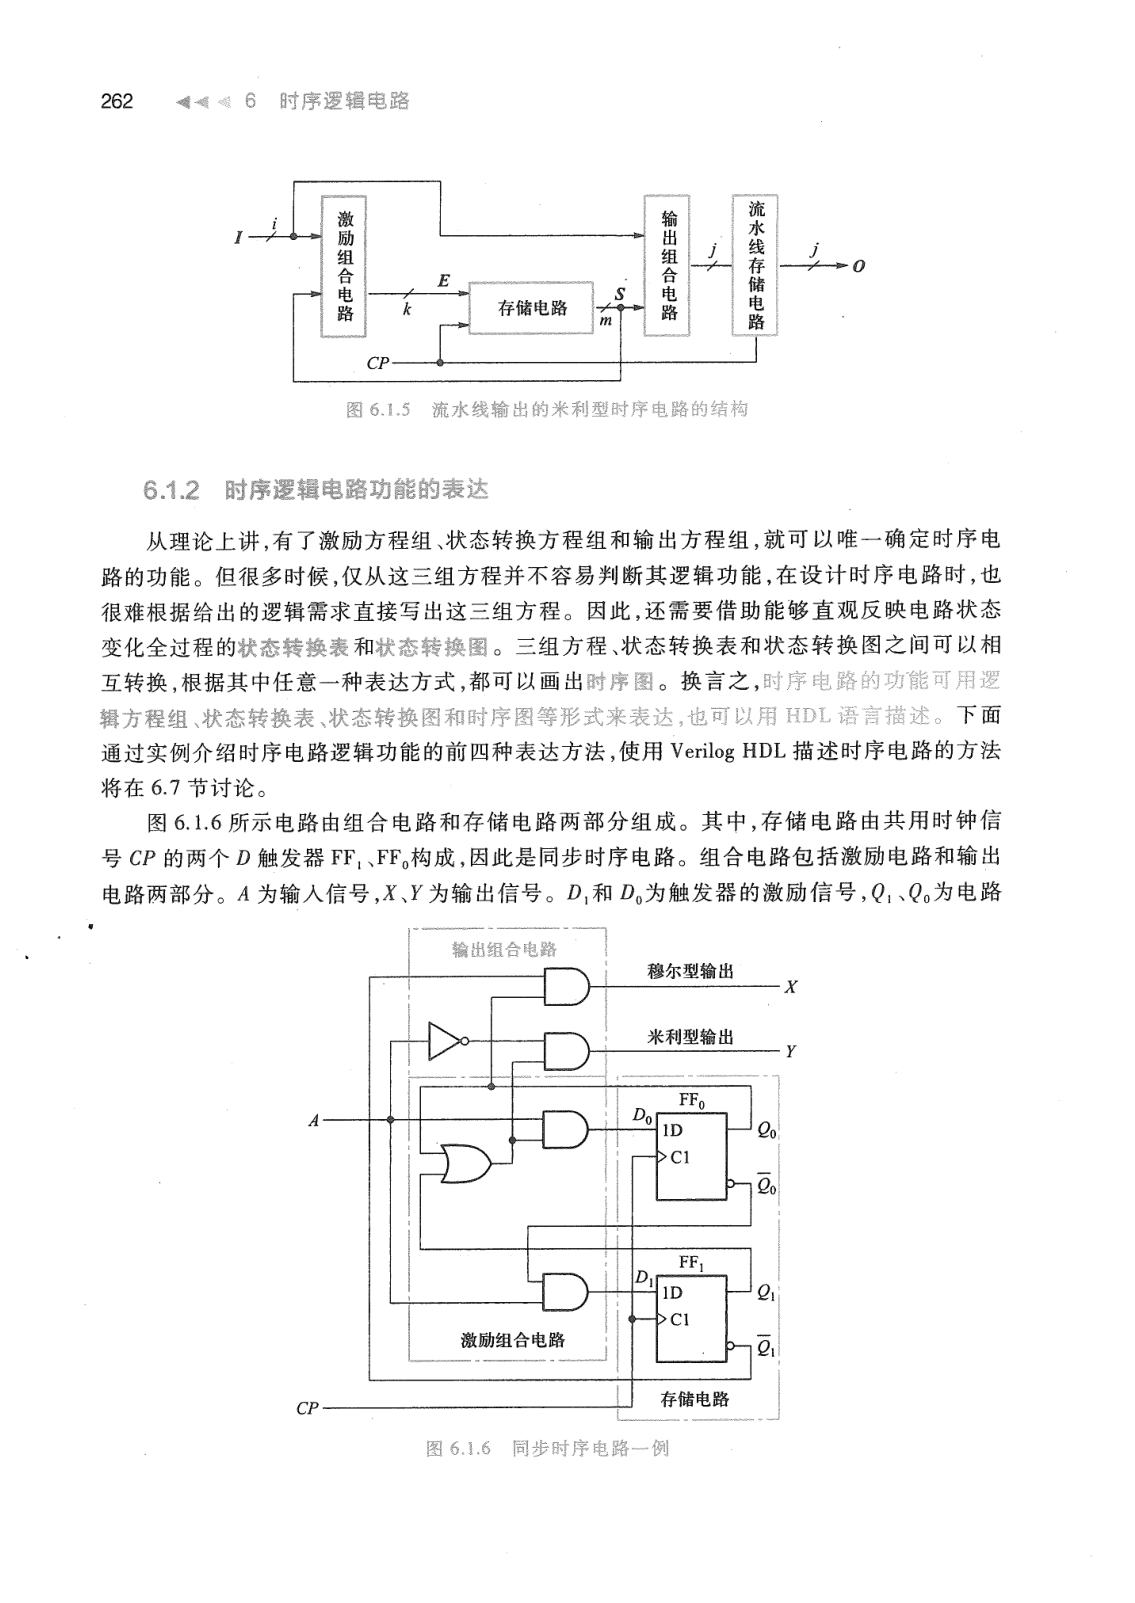 262 6 时序逻辑电路
I
i
激励组合电路
E
k
存储电路
S
m
输出组合电路
j
流水线存储电路
j
O
CP
图 6.1.5 流水线输出的米利型时序电路的结构
6.1.2 时序逻辑电路功能的表达
从理论上讲,有了激励方程组、状态转换方程组和输出方程组,就可以唯一确定时序电
路的功能。但很多时候,仅从这三组方程并不容易判断其逻辑功能,在设计时序电路时,也
很难根据给出的逻辑需求直接写出这三组方程。因此,还需要借助能够直观反映电路状态
变化全过程的状态转换表和状态转换图。三组方程、状态转换表和状态转换图之间可以相
互转换,根据其中任意一种表达方式,都可以画出时序图。换言之,时序电路的功能可用逻
辑方程组、状态转换表、状态转换图和时序图等形式来表达,也可以用 HDL 语言描述。下面
通过实例介绍时序电路逻辑功能的前四种表达方法,使用 Verilog HDL 描述时序电路的方法
将在 6.7 节讨论。
图 6.1.6 所示电路由组合电路和存储电路两部分组成。其中,存储电路由共用时钟信
号 CP 的两个 D 触发器 FF₁、FF₀构成,因此是同步时序电路。组合电路包括激励电路和输出
电路两部分。A 为输入信号,X、Y 为输出信号。D₁和 D₀为触发器的激励信号,Q₁、Q₀为电路
输出组合电路
穆尔型输出
X
米利型输出
Y
A
FF₀
D₀
1D
C1
Q₀
Q̅₀
FF₁
D₁
1D
C1
Q₁
Q̅₁
激励组合电路
存储电路
CP
图 6.1.6 同步时序电路一例